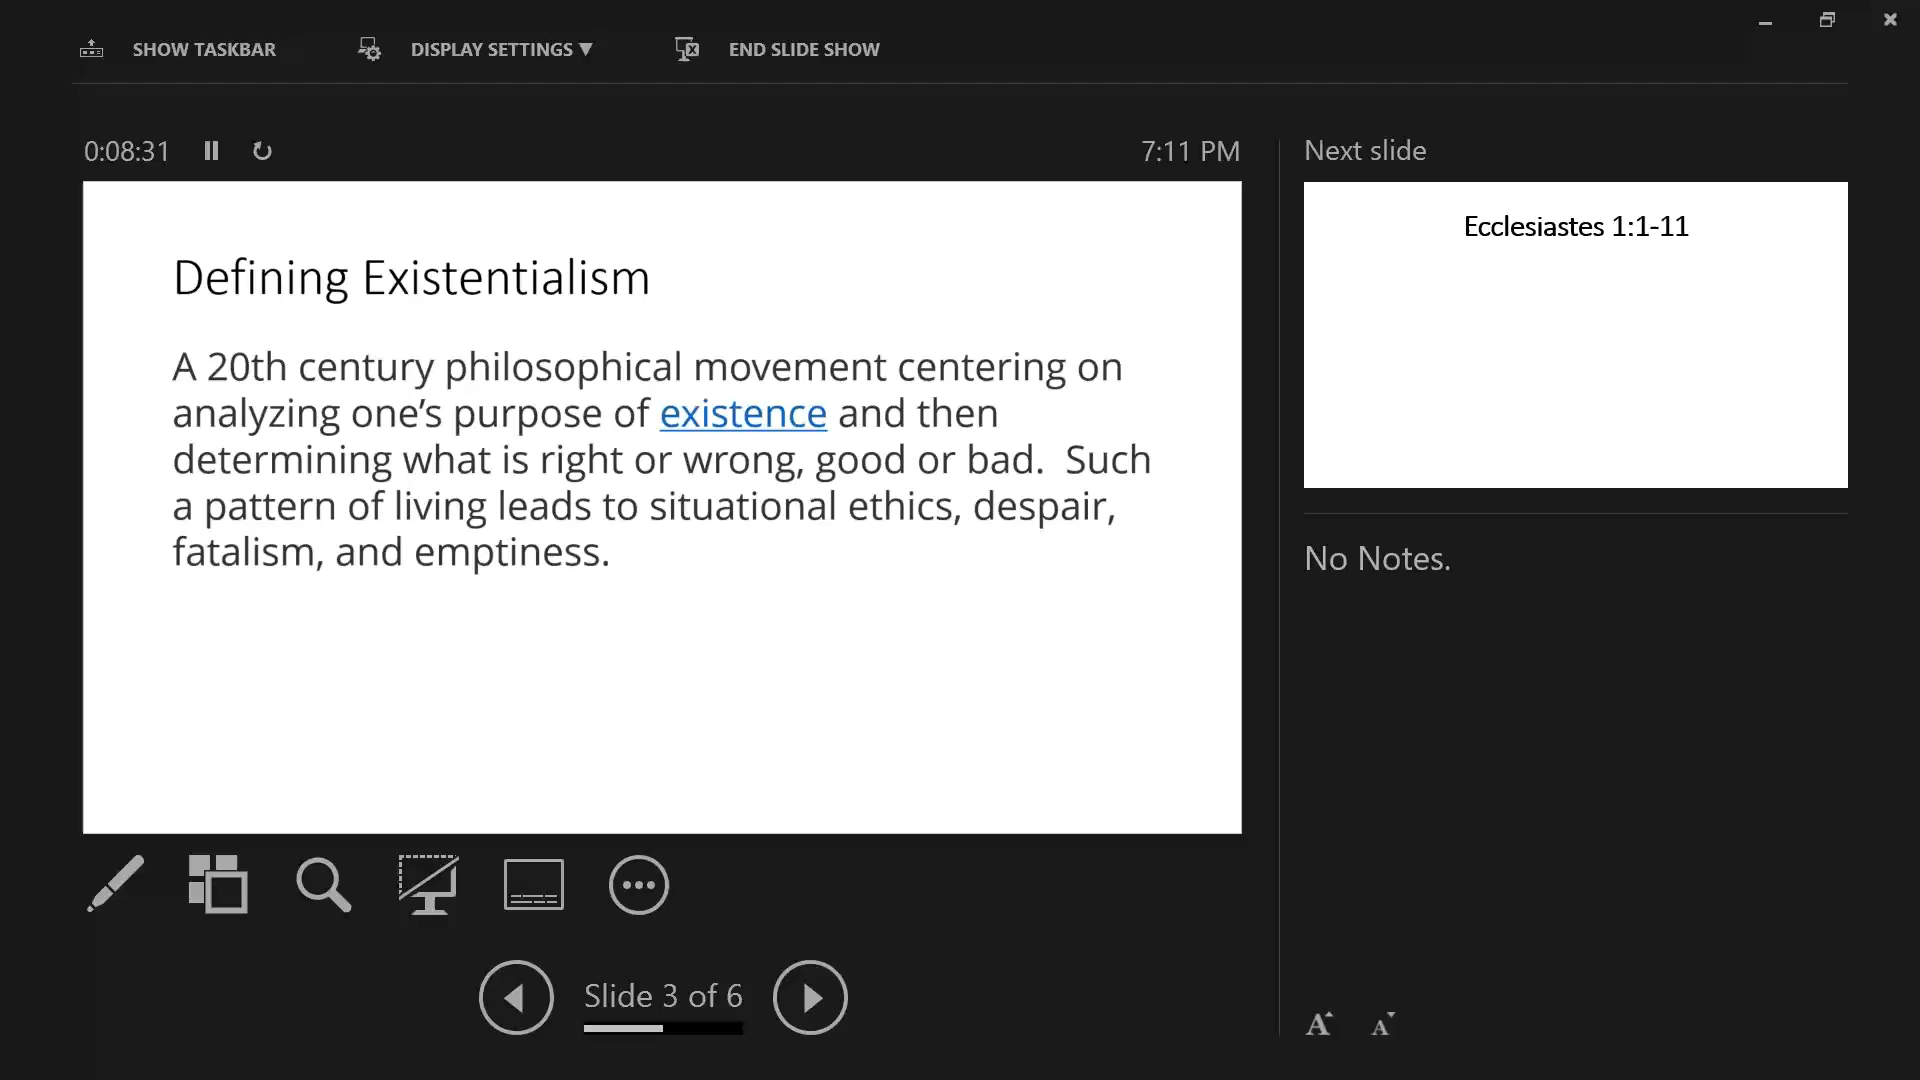 SHOW TASKBAR
DISPLAY SETTINGS ▼
END SLIDE SHOW
0:08:31
7:11 PM
Next slide
Defining Existentialism
A 20th century philosophical movement centering on
analyzing one’s purpose of existence and then
determining what is right or wrong, good or bad.  Such
a pattern of living leads to situational ethics, despair,
fatalism, and emptiness.
Ecclesiastes 1:1-11
No Notes.
Slide 3 of 6
A A